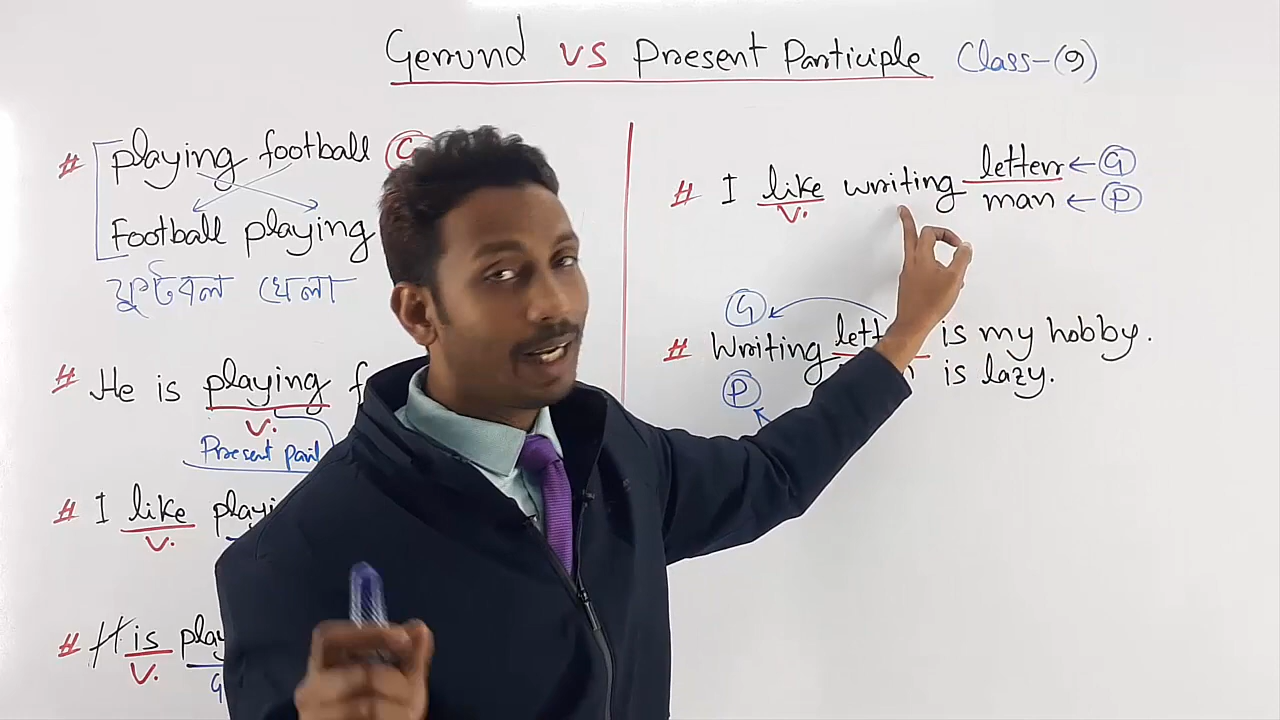 Gerund vs Present Participle Class-(9)
# playing football G
Football playing
ফুটবল খেলা
# He is playing
V.
Present
# I like
V.
# H is
V.
G
# I like writing letter ← G
V.
man ← P
G
# Writing is my hobby.
P
is lazy.